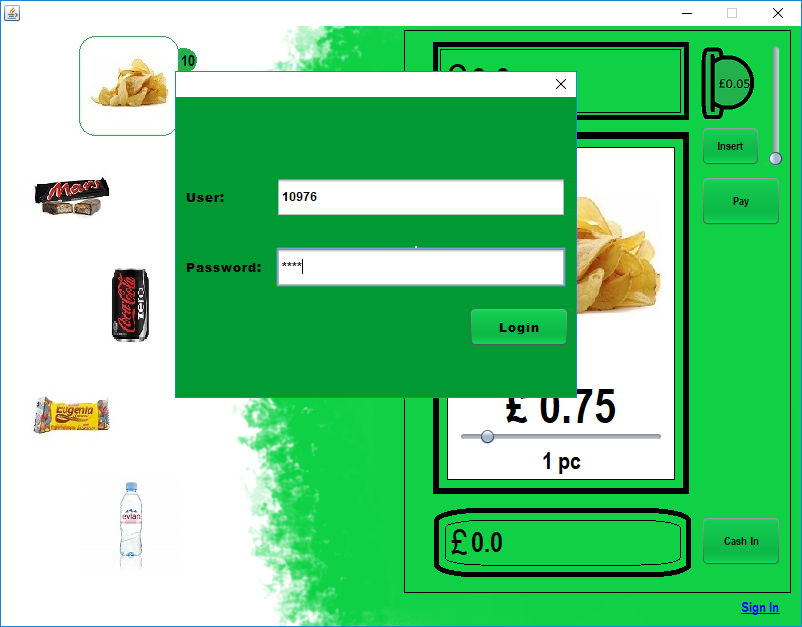 10
£0.05
User:
10976
Insert
Mars
Pay
Password:
****
Coca-Cola
zero
Login
£ 0.75
Eugenia
1 pc
evian
£0.0
Cash In
Sign In